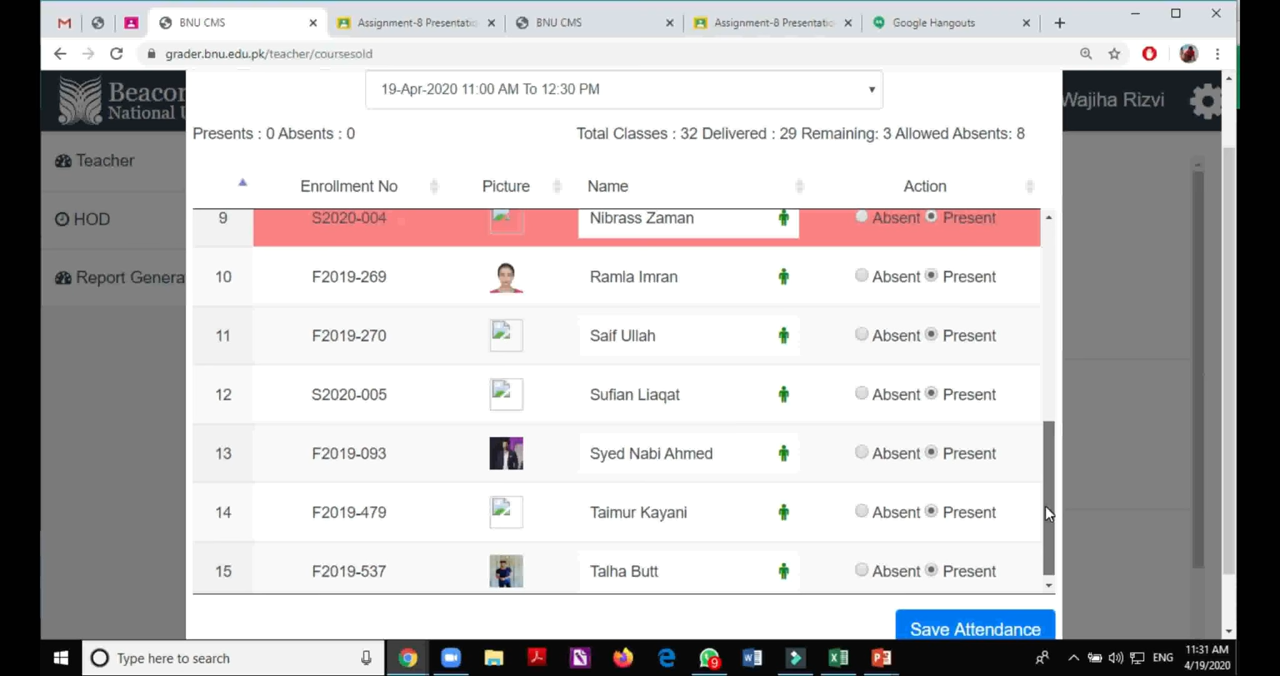 BNU CMS
Assignment-8 Presentatio
BNU CMS
Assignment-8 Presentatio
Google Hangouts
grader.bnu.edu.pk/teacher/coursesold
Beacon
National U
Wajiha Rizvi
19-Apr-2020 11:00 AM To 12:30 PM
Presents : 0 Absents : 0
Total Classes : 32 Delivered : 29 Remaining: 3 Allowed Absents: 8
Teacher
HOD
Report Genera
Enrollment No Picture Name Action
9 S2020-004 Nibrass Zaman Absent Present
10 F2019-269 Ramla Imran Absent Present
11 F2019-270 Saif Ullah Absent Present
12 S2020-005 Sufian Liaqat Absent Present
13 F2019-093 Syed Nabi Ahmed Absent Present
14 F2019-479 Taimur Kayani Absent Present
15 F2019-537 Talha Butt Absent Present
Save Attendance
Type here to search
9
ENG
11:31 AM
4/19/2020